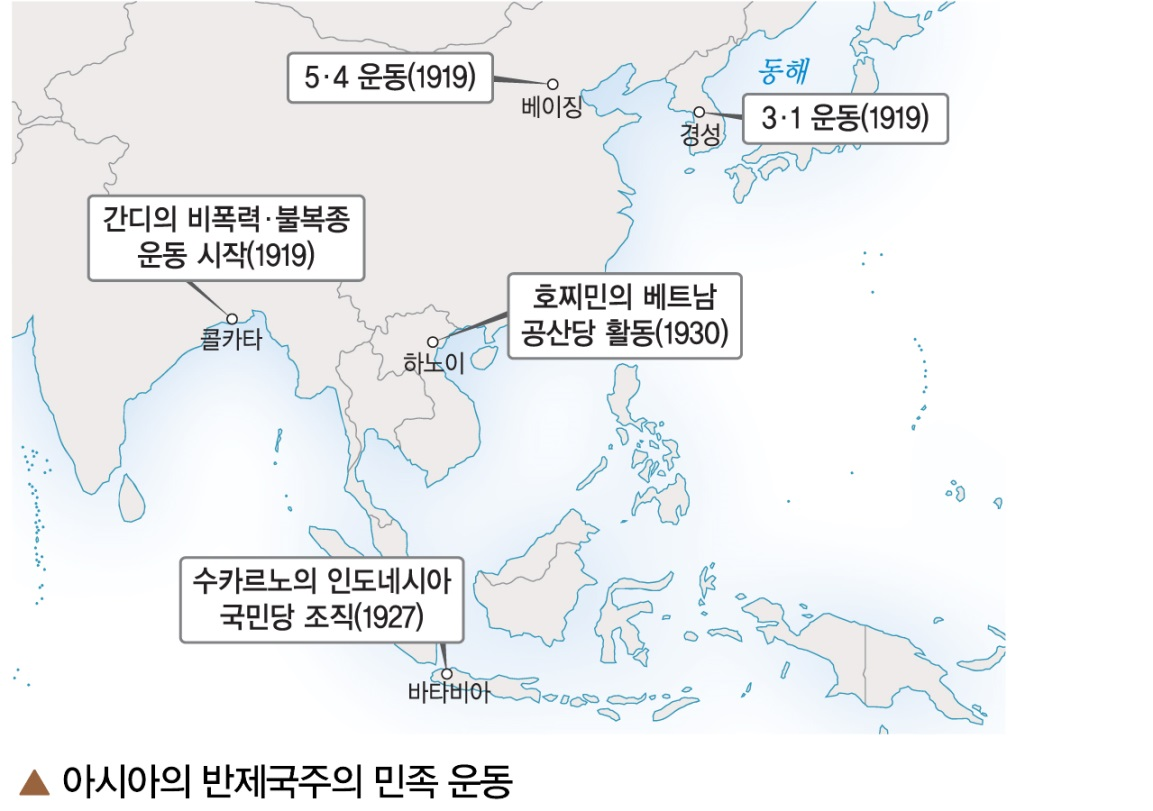 동해
5·4 운동(1919)
베이징
3·1 운동(1919)
경성
간디의 비폭력·불복종
운동 시작(1919)
콜카타
호찌민의 베트남
공산당 활동(1930)
하노이
수카르노의 인도네시아
국민당 조직(1927)
바타비아
▲ 아시아의 반제국주의 민족 운동